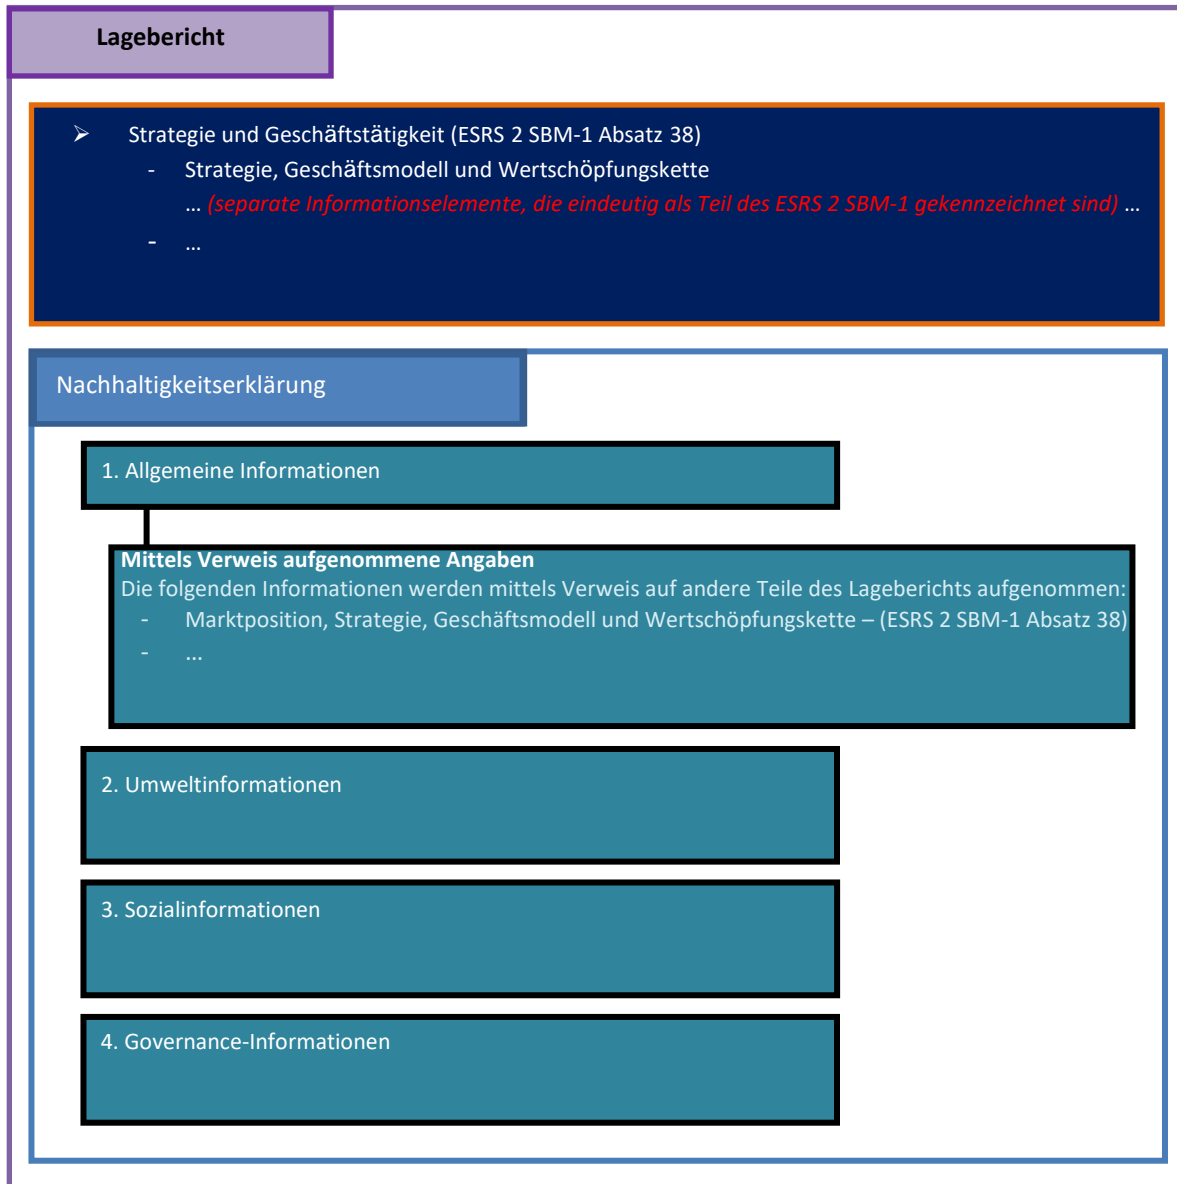 Lagebericht
➢ Strategie und Geschäftstätigkeit (ESRS 2 SBM-1 Absatz 38)
- Strategie, Geschäftsmodell und Wertschöpfungskette
... (separate Informationselemente, die eindeutig als Teil des ESRS 2 SBM-1 gekennzeichnet sind) ...
- ...
Nachhaltigkeitserklärung
1. Allgemeine Informationen
Mittels Verweis aufgenommene Angaben
Die folgenden Informationen werden mittels Verweis auf andere Teile des Lageberichts aufgenommen:
- Marktposition, Strategie, Geschäftsmodell und Wertschöpfungskette – (ESRS 2 SBM-1 Absatz 38)
- ...
2. Umweltinformationen
3. Sozialinformationen
4. Governance-Informationen